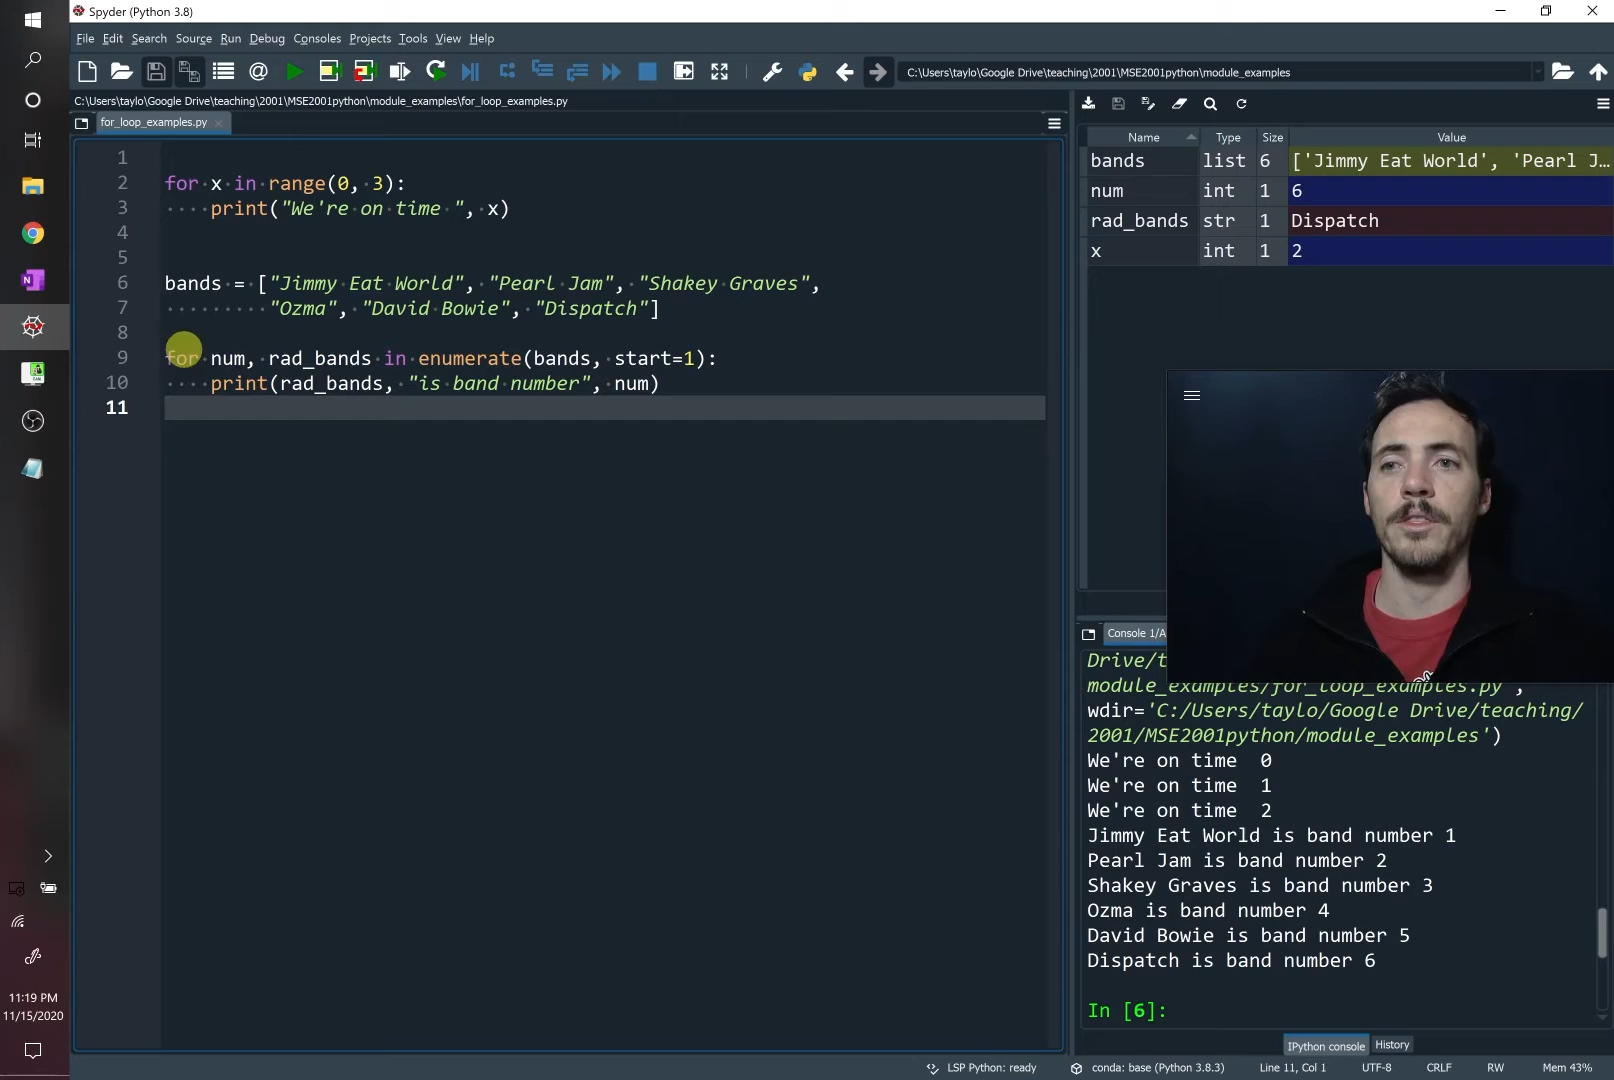 Spyder (Python 3.8)
File Edit Search Source Run Debug Consoles Projects Tools View Help
C:\Users\taylo\Google Drive\teaching\2001\MSE2001python\module_examples
C:\Users\taylo\Google Drive\teaching\2001\MSE2001python\module_examples\for_loop_examples.py
for_loop_examples.py
1
2 for x in range(0, 3):
3 print("We're on time ", x)
4
5
6 bands = ["Jimmy Eat World", "Pearl Jam", "Shakey Graves",
7 "Ozma", "David Bowie", "Dispatch"]
8
9 for num, rad_bands in enumerate(bands, start=1):
10 print(rad_bands, "is band number", num)
11
Name Type Size Value
bands list 6 ['Jimmy Eat World', 'Pearl J…
num int 1 6
rad_bands str 1 Dispatch
x int 1 2
Console 1/A
Drive/t
module_examples/for_loop_examples.py',
wdir='C:/Users/taylo/Google Drive/teaching/
2001/MSE2001python/module_examples')
We're on time  0
We're on time  1
We're on time  2
Jimmy Eat World is band number 1
Pearl Jam is band number 2
Shakey Graves is band number 3
Ozma is band number 4
David Bowie is band number 5
Dispatch is band number 6
In [6]:
IPython console History
LSP Python: ready conda: base (Python 3.8.3) Line 11, Col 1 UTF-8 CRLF RW Mem 43%
11:19 PM
11/15/2020